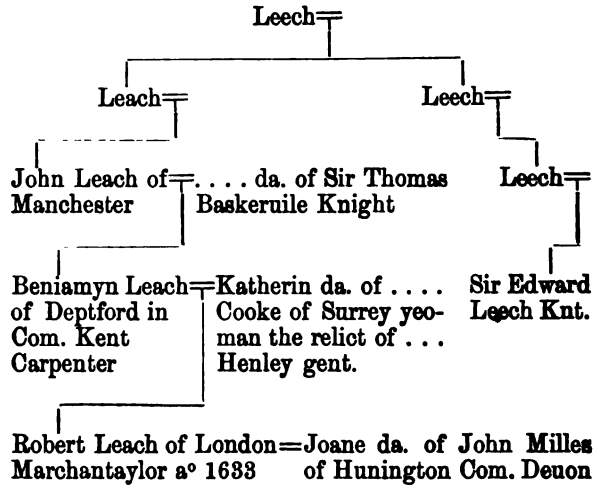 Leech=
Leach=
Leech=
John Leach of=. . . . da. of Sir Thomas
Manchester
Baskeruile Knight
Leech=
Beniamyn Leach=Katherin da. of . . . .
of Deptford in
Com. Kent
Carpenter
Cooke of Surrey yeo-
man the relict of . . .
Henley gent.
Sir Edward
Leech Knt.
Robert Leach of London=Joane da. of John Milles
Marchantaylor aº 1633
of Hunington Com. Deuon